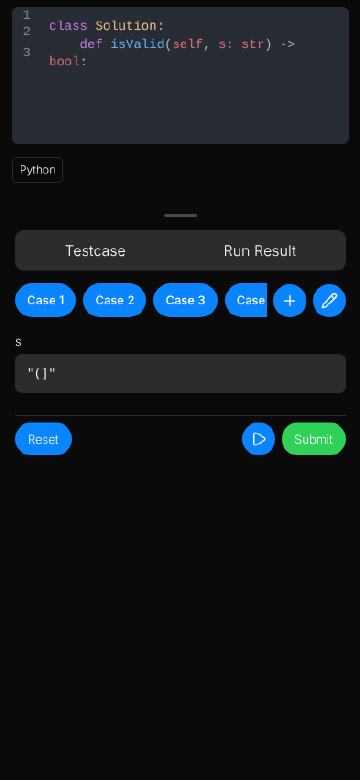 1 class Solution:
2     def isValid(self, s: str) ->
bool:
3
Python
Testcase Run Result
Case 1 Case 2 Case 3 Case
s
"(]"
Reset Submit